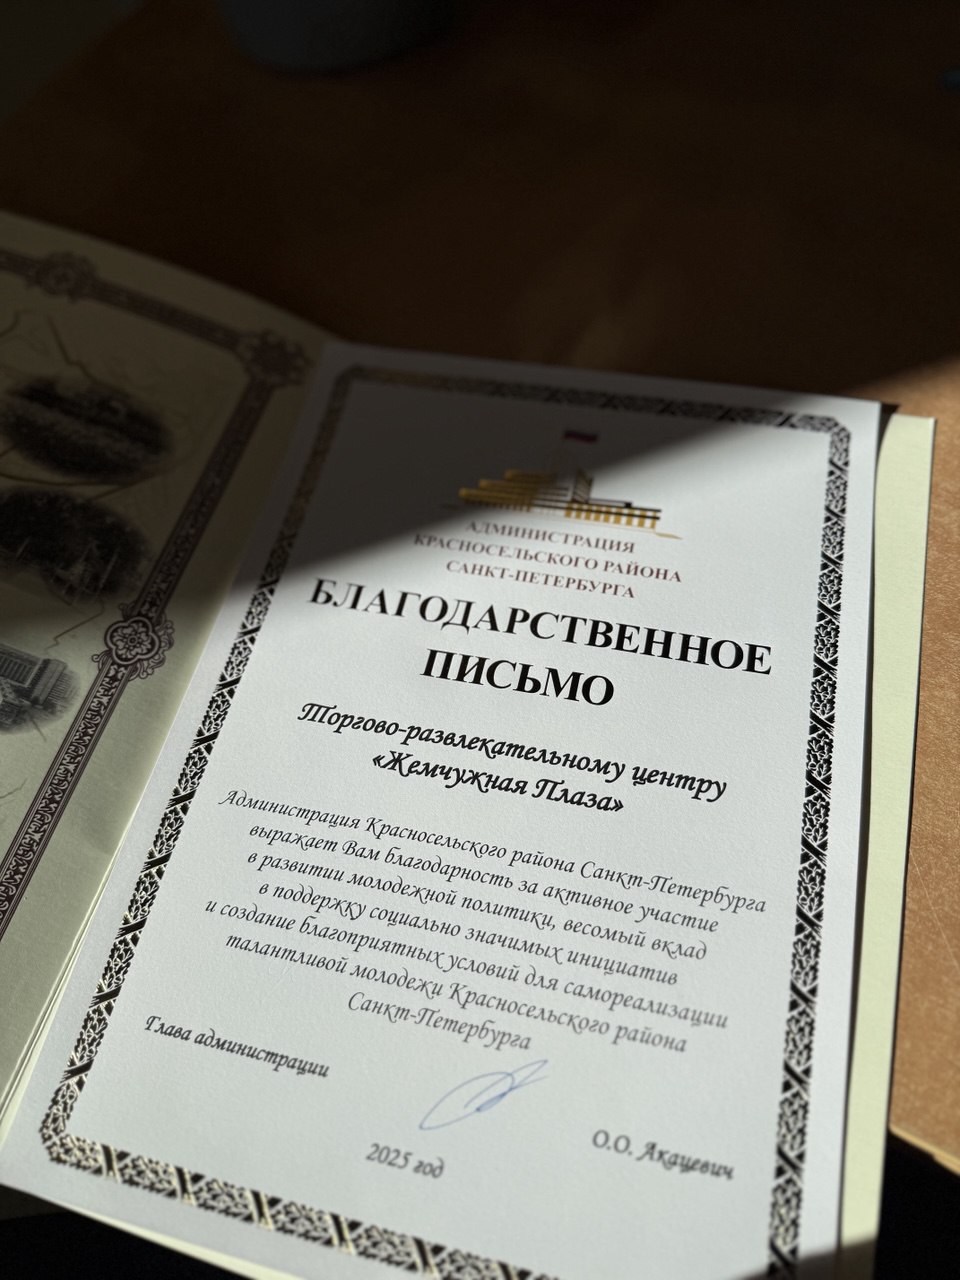 АДМИНИСТРАЦИЯ
КРАСНОСЕЛЬСКОГО РАЙОНА
САНКТ-ПЕТЕРБУРГА
БЛАГОДАРСТВЕННОЕ
ПИСЬМО
Торгово-развлекательному центру
«Жемчужная Плаза»
Администрация Красносельского района Санкт-Петербурга
выражает Вам благодарность за активное участие
в развитии молодежной политики, весомый вклад
в поддержку социально значимых инициатив
и создание благоприятных условий для самореализации
талантливой молодежи Красносельского района
Санкт-Петербурга
Глава администрации
О.О. Акацевич
2025 год